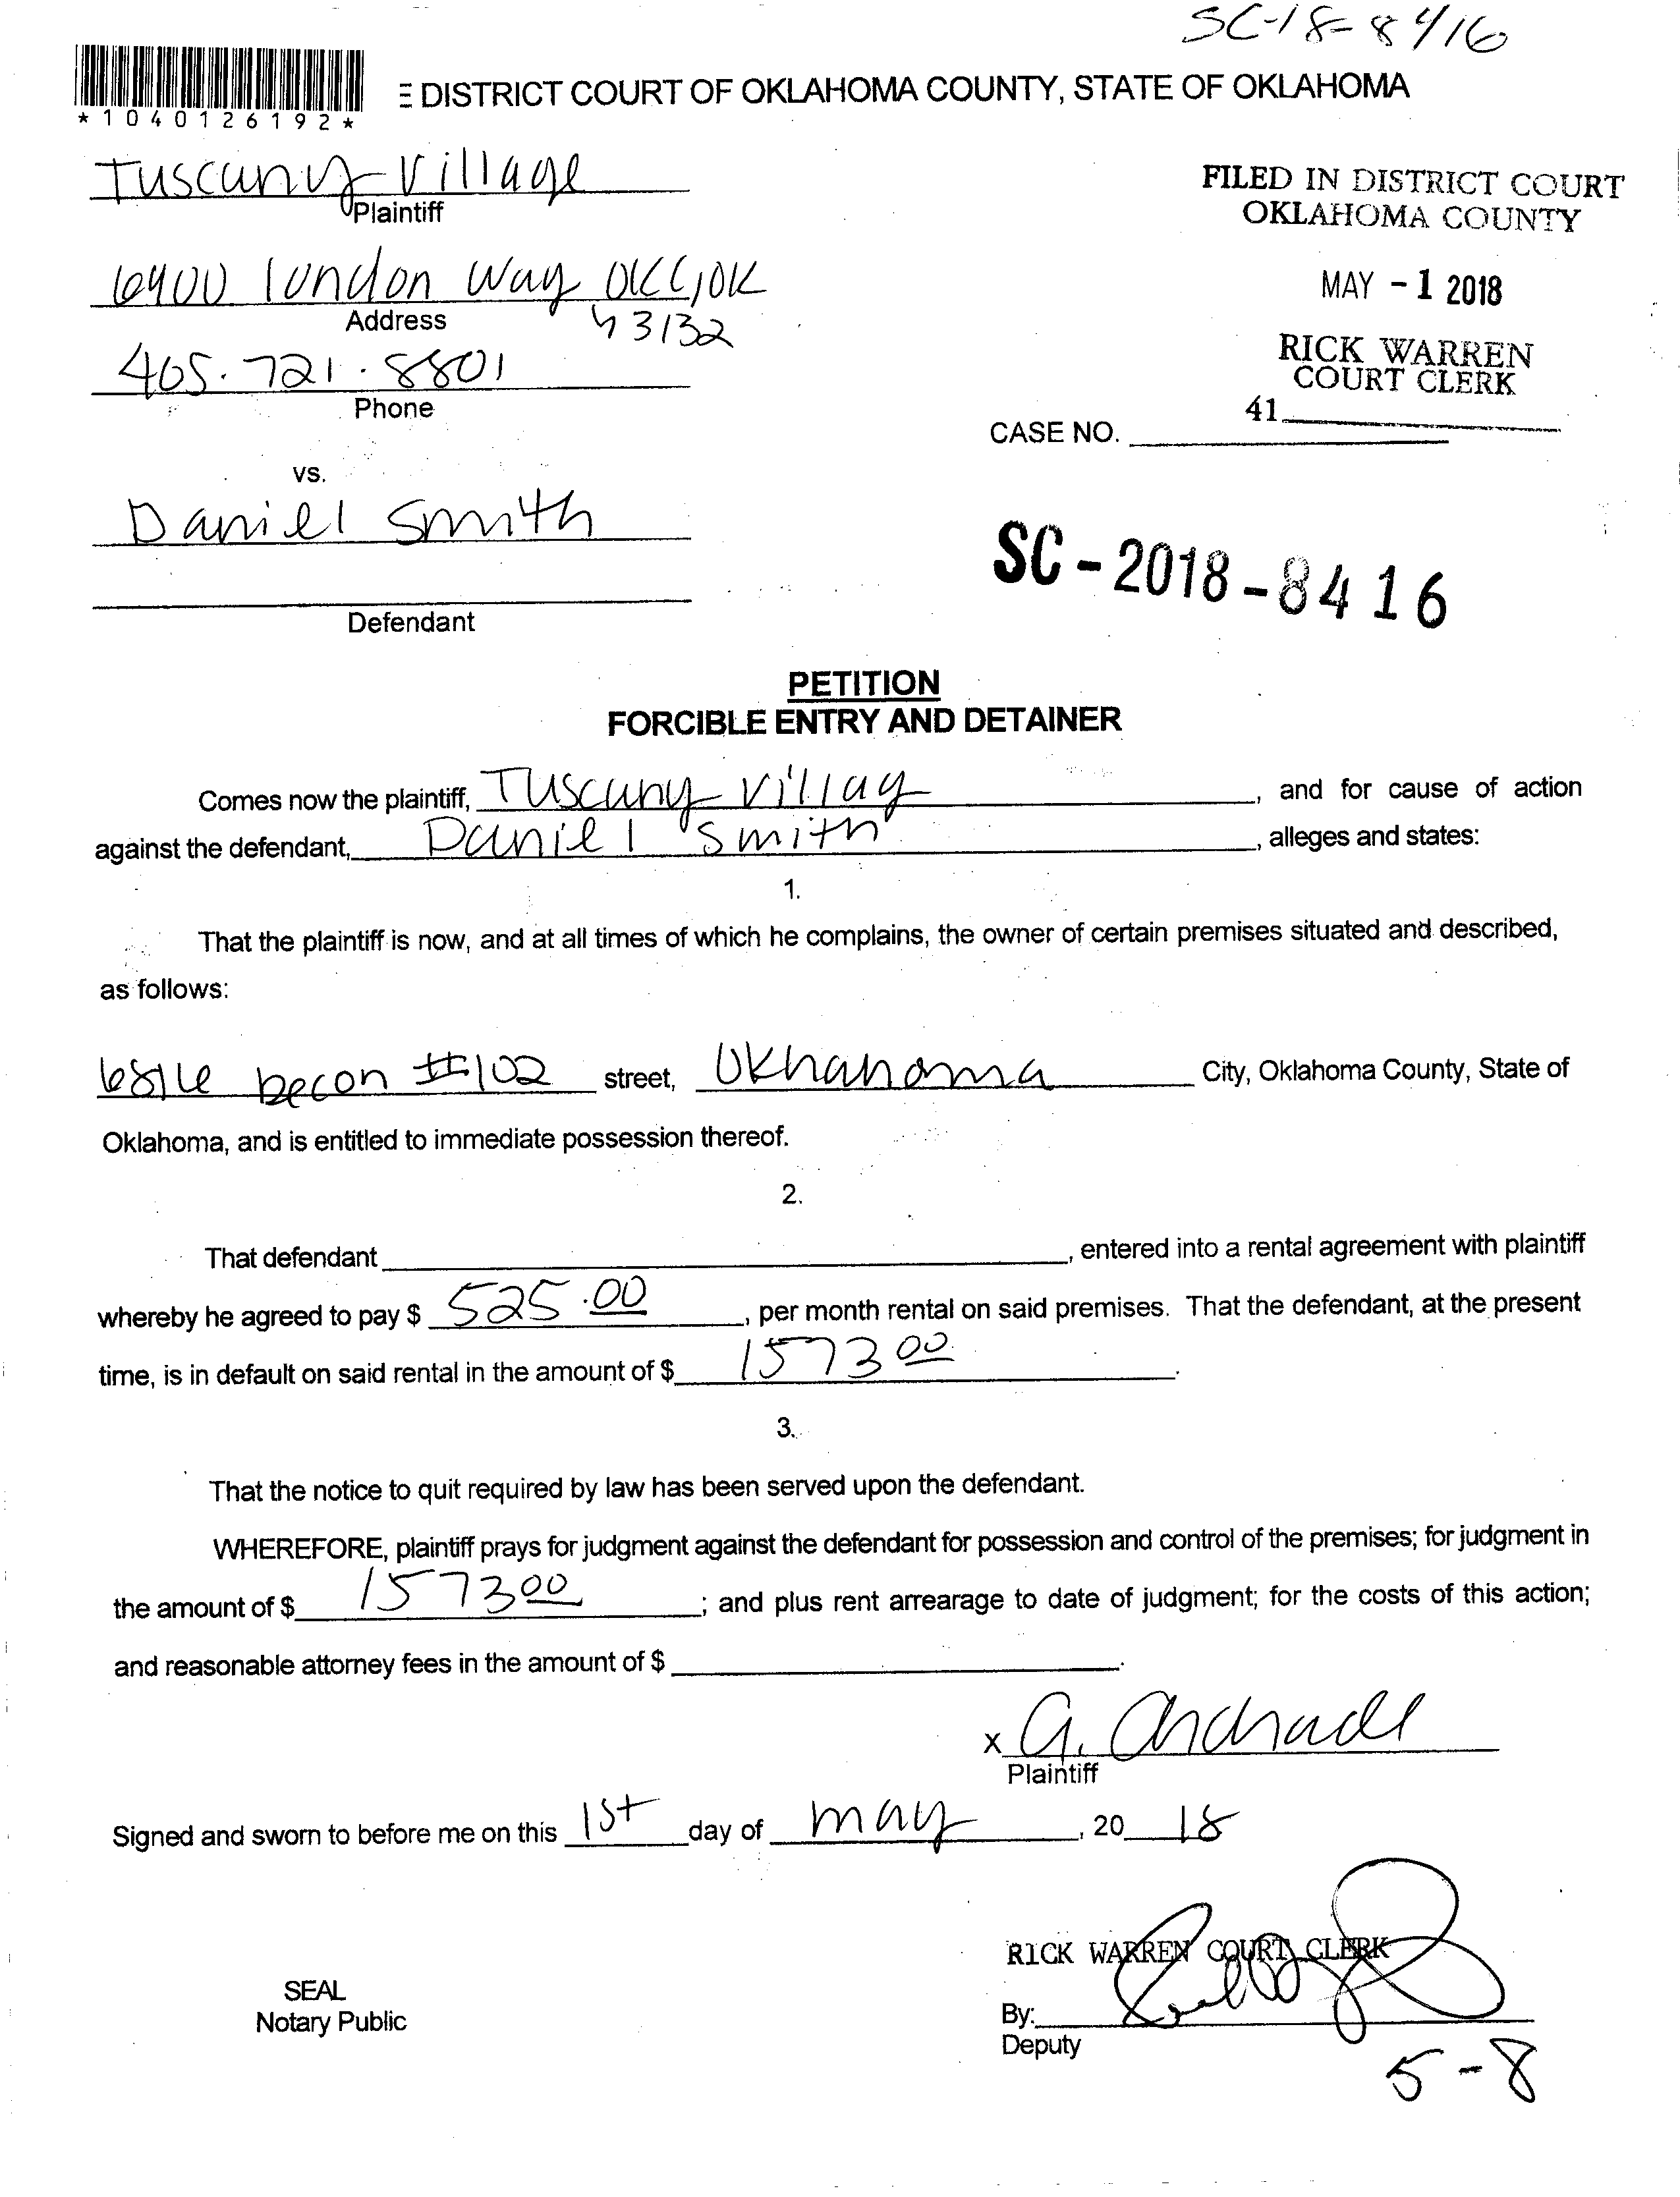 SC-18-8416
*1040126192*
E DISTRICT COURT OF OKLAHOMA COUNTY, STATE OF OKLAHOMA
Tuscany Village
Plaintiff
FILED IN DISTRICT COURT
OKLAHOMA COUNTY
6900 London Way OKC, OK
Address
73132
MAY - 1 2018
405.721.8801
Phone
RICK WARREN
COURT CLERK
41
CASE NO.
vs.
Daniel Smith
Defendant
SC - 2018 - 8416
PETITION
FORCIBLE ENTRY AND DETAINER
Comes now the plaintiff, Tuscany Villag, and for cause of action
against the defendant, Daniel Smith, alleges and states:
1.
That the plaintiff is now, and at all times of which he complains, the owner of certain premises situated and described,
as follows:
becon #102 street, City, Oklahoma County, State of
Oklahoma, and is entitled to immediate possession thereof.
2.
That defendant, entered into a rental agreement with plaintiff
whereby he agreed to pay $ 525.00, per month rental on said premises. That the defendant, at the present
time, is in default on said rental in the amount of $ 1573 00.
3.
That the notice to quit required by law has been served upon the defendant.
WHEREFORE, plaintiff prays for judgment against the defendant for possession and control of the premises; for judgment in
the amount of $ 1573 00; and plus rent arrearage to date of judgment; for the costs of this action;
and reasonable attorney fees in the amount of $.
x G. Andrade
Plaintiff
Signed and sworn to before me on this 1st day of may, 20 18
RICK WARREN COURT CLERK
SEAL
Notary Public
By:
Deputy
5-8